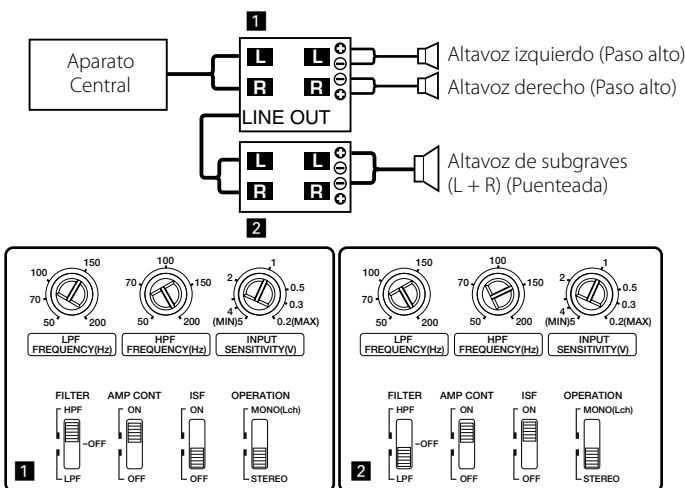 1
Aparato
Central
L L ⊕
⊖
R R ⊖
⊕
LINE OUT
Altavoz izquierdo (Paso alto)
Altavoz derecho (Paso alto)
L L ⊕
⊖
R R ⊖
⊕
Altavoz de subgraves
(L + R) (Puenteada)
2
50 70 100 150 200
LPF
FREQUENCY(Hz)
50 70 100 150 200
HPF
FREQUENCY(Hz)
(MIN)5 4 2 1 0.5 0.3 0.2(MAX)
INPUT
SENSITIVITY(V)
FILTER
HPF
OFF
LPF
AMP CONT
ON
OFF
ISF
ON
OFF
OPERATION
MONO(Lch)
STEREO
1
50 70 100 150 200
LPF
FREQUENCY(Hz)
50 70 100 150 200
HPF
FREQUENCY(Hz)
(MIN)5 4 2 1 0.5 0.3 0.2(MAX)
INPUT
SENSITIVITY(V)
FILTER
HPF
OFF
LPF
AMP CONT
ON
OFF
ISF
ON
OFF
OPERATION
MONO(Lch)
STEREO
2